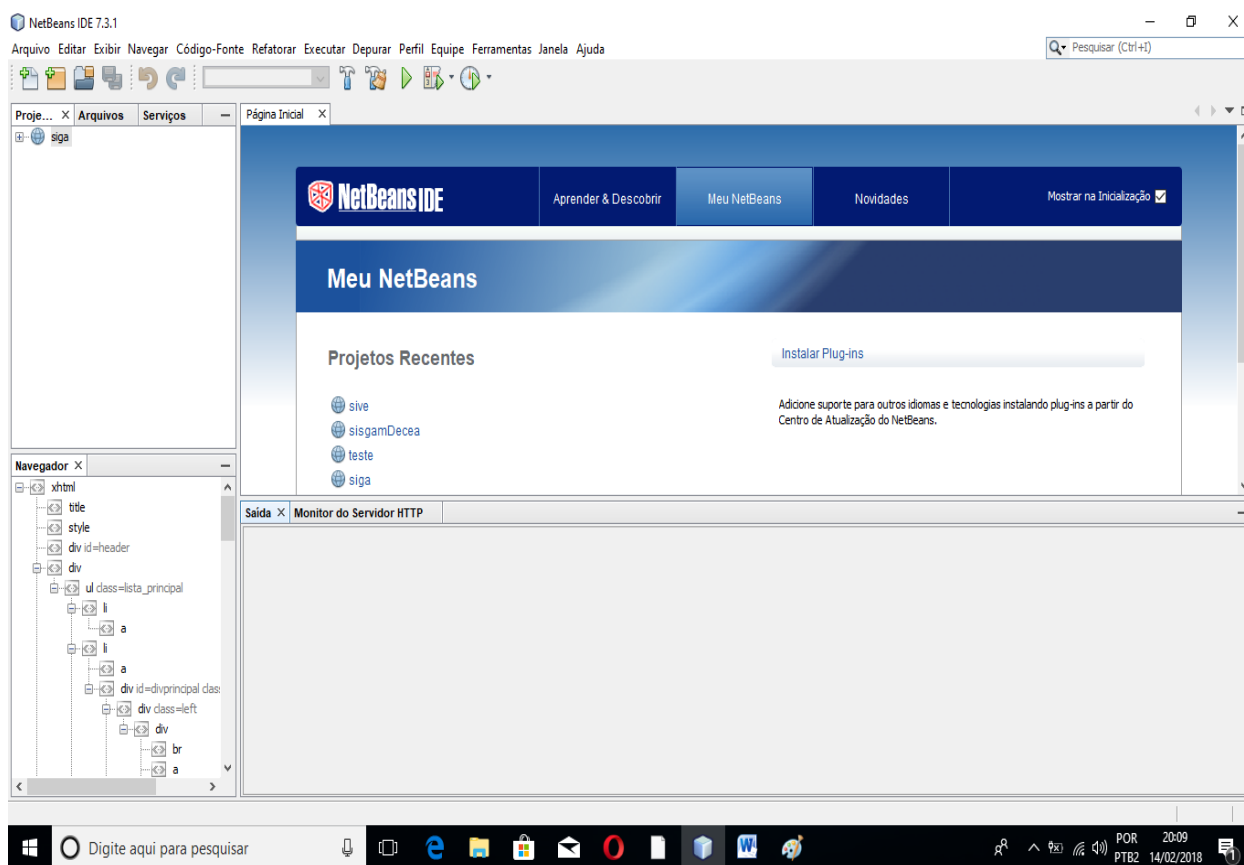 NetBeans IDE 7.3.1
Arquivo Editar Exibir Navegar Código-Fonte Refatorar Executar Depurar Perfil Equipe Ferramentas Janela Ajuda
Pesquisar (Ctrl+I)
Proje... Arquivos Serviços
Página Inicial
siga
NetBeans IDE
Aprender & Descobrir
Meu NetBeans
Novidades
Mostrar na Inicialização
Meu NetBeans
Projetos Recentes
sive
sisgamDecea
teste
siga
Instalar Plug-ins
Adicione suporte para outros idiomas e tecnologias instalando plug-ins a partir do
Centro de Atualização do NetBeans.
Navegador
xhtml
title
style
div id=header
div
ul class=lista_principal
li
a
li
a
div id=divprincipal clas
div class=left
div
br
a
Saída Monitor do Servidor HTTP
Digite aqui para pesquisar
POR
PTB2
20:09
14/02/2018
1